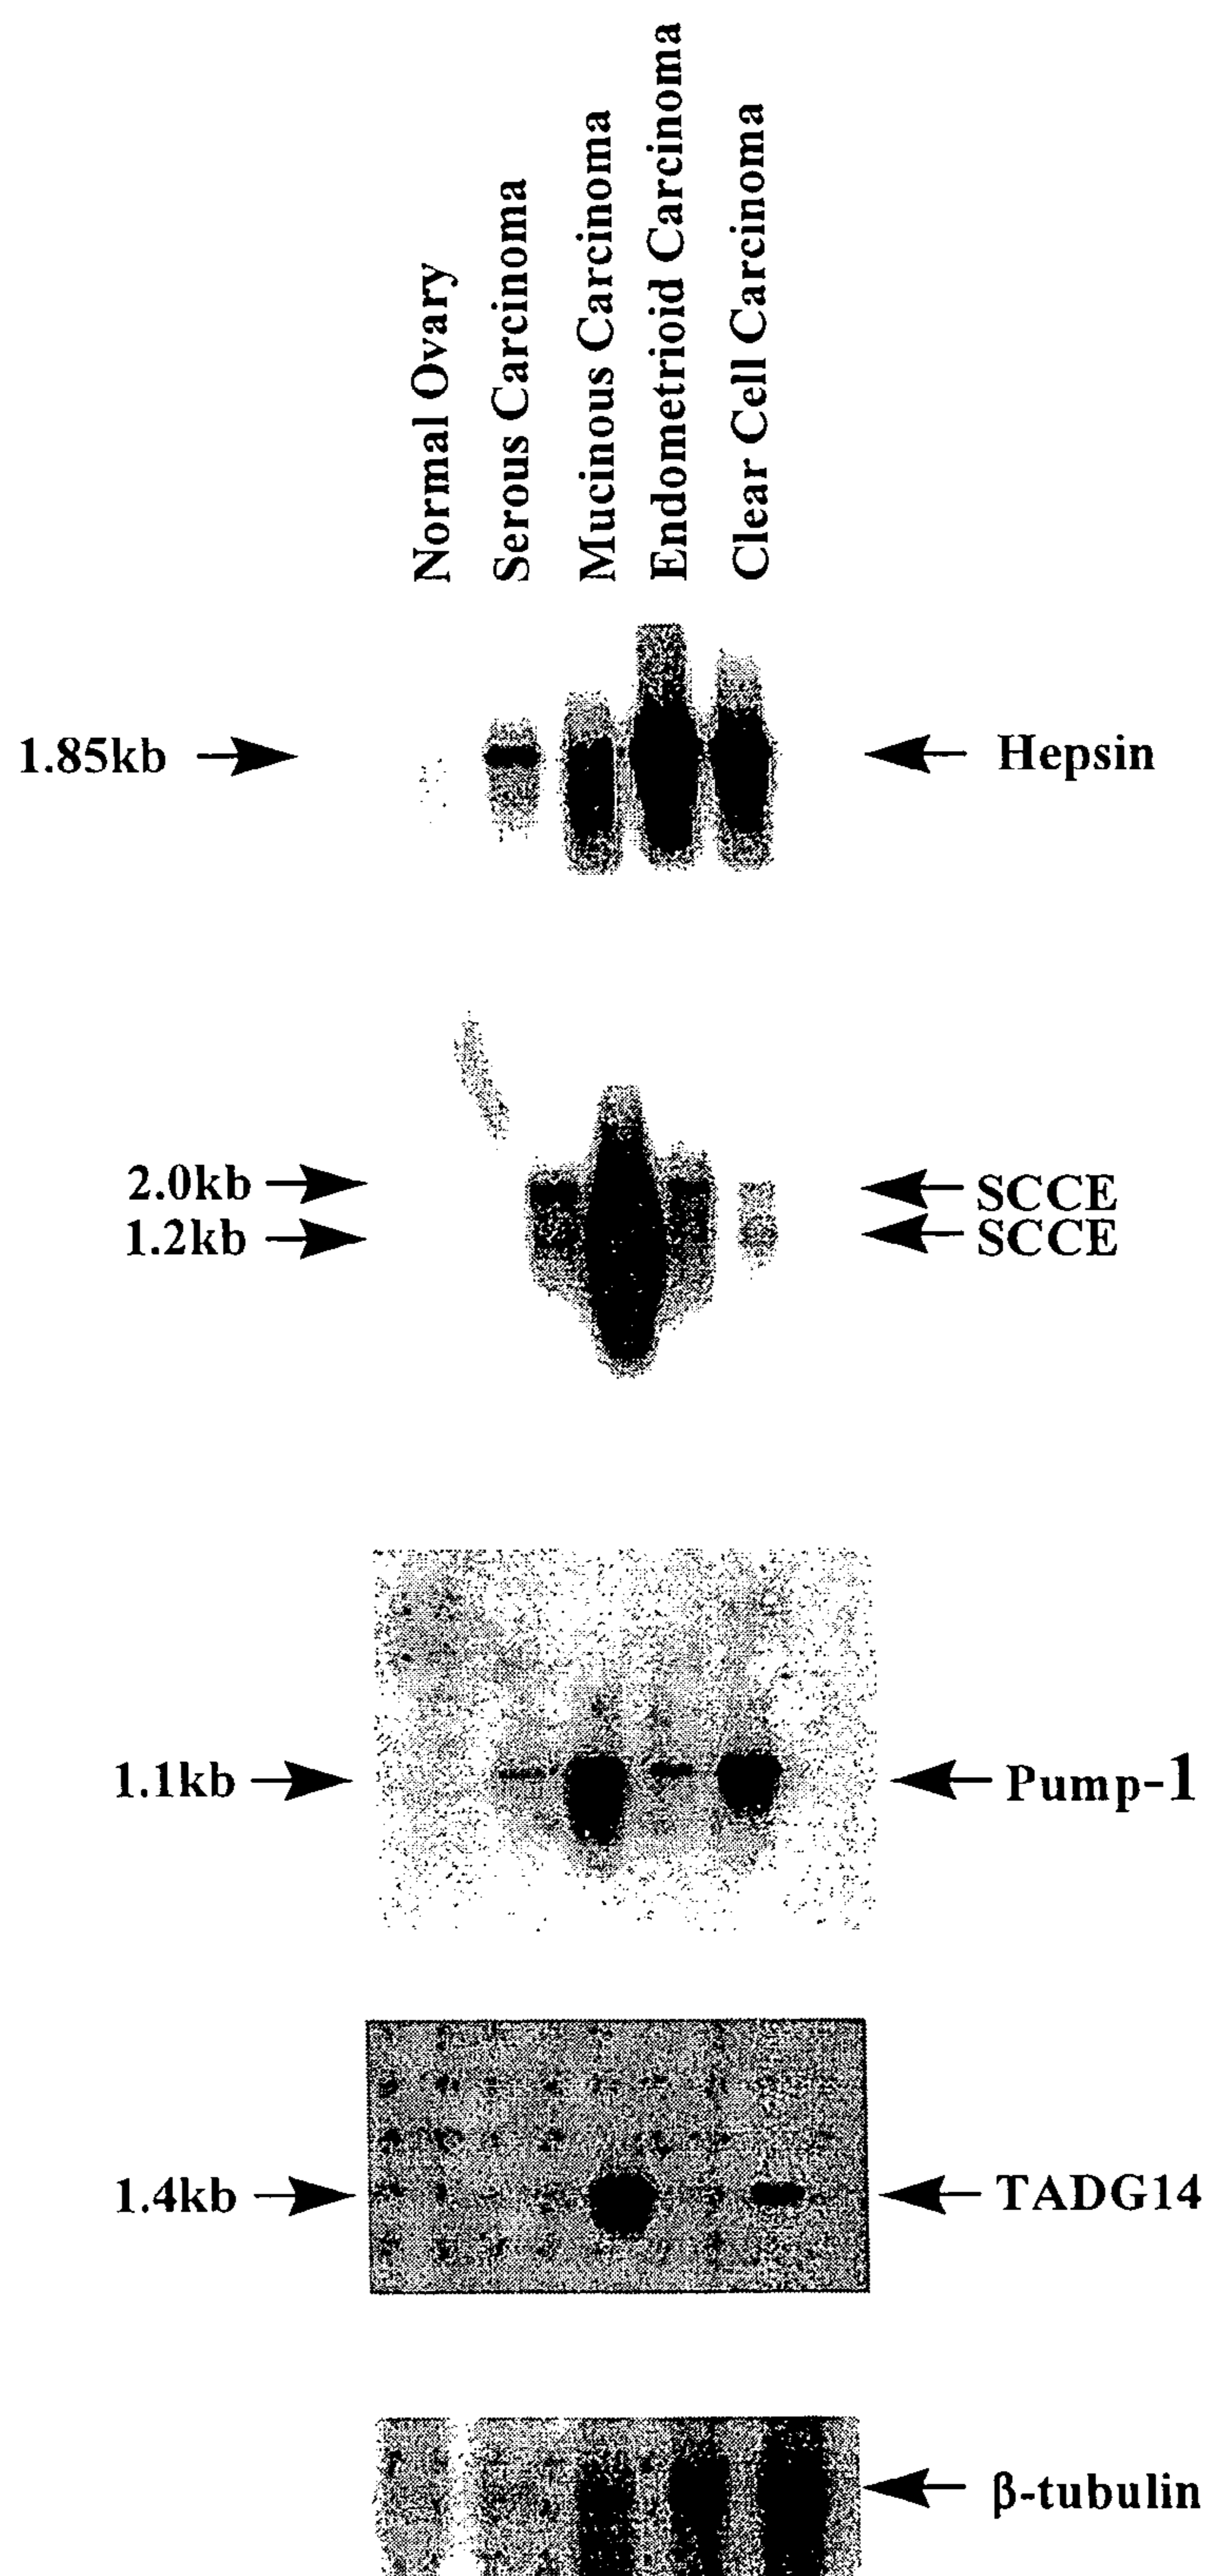 Normal Ovary
Serous Carcinoma
Mucinous Carcinoma
Endometrioid Carcinoma
Clear Cell Carcinoma
1.85kb
Hepsin
2.0kb
SCCE
1.2kb
SCCE
1.1kb
Pump-1
1.4kb
TADG14
β-tubulin